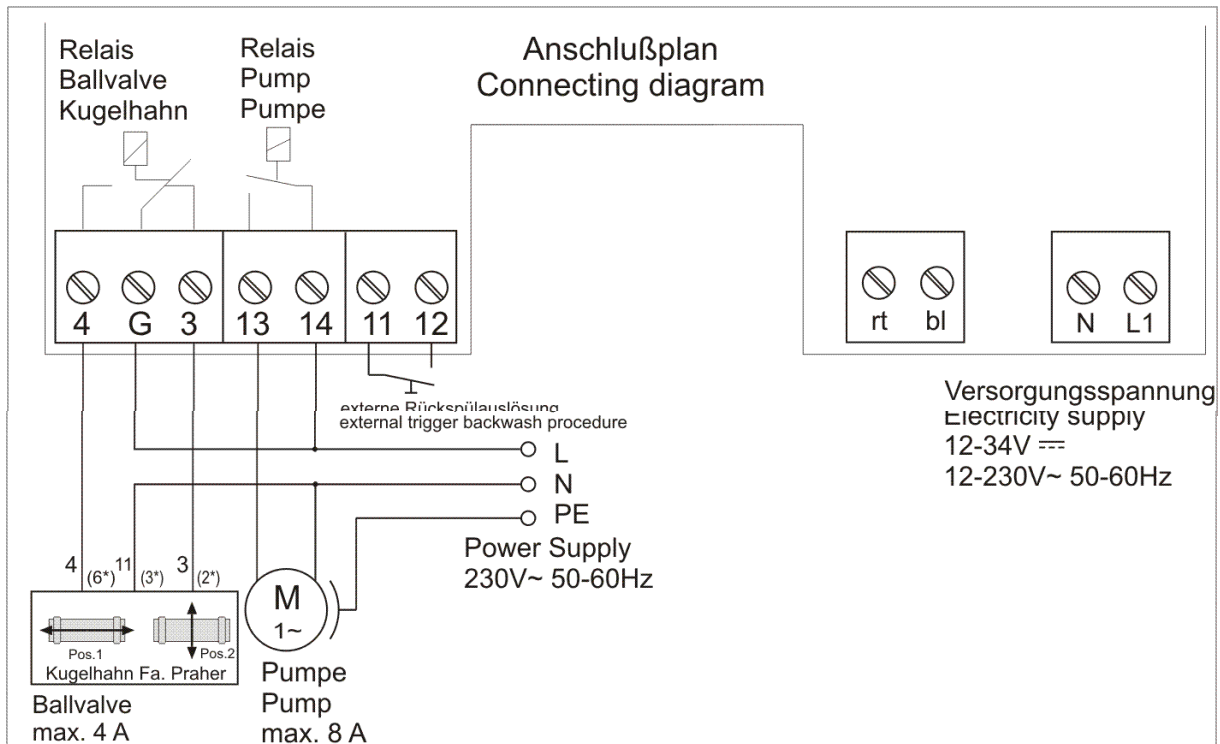 Anschlußplan
Connecting diagram
Relais
Ballvalve
Kugelhahn
Relais
Pump
Pumpe
4 G 3 13 14 11 12
rt bl
N L1
externe Rückspülauslösung
external trigger backwash procedure
Versorgungsspannung
Electricity supply
12-34V ⎓
12-230V~ 50-60Hz
L
N
PE
Power Supply
230V~ 50-60Hz
4 (6*) 11 (3*) 3 (2*)
Pos.1 Pos.2
Kugelhahn Fa. Praher
Ballvalve
max. 4 A
M
1~
Pumpe
Pump
max. 8 A